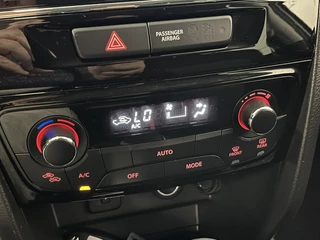 PASSENGER
AIRBAG
LO
A/C
AUTO
A/C
OFF
MODE
FRONT
REAR